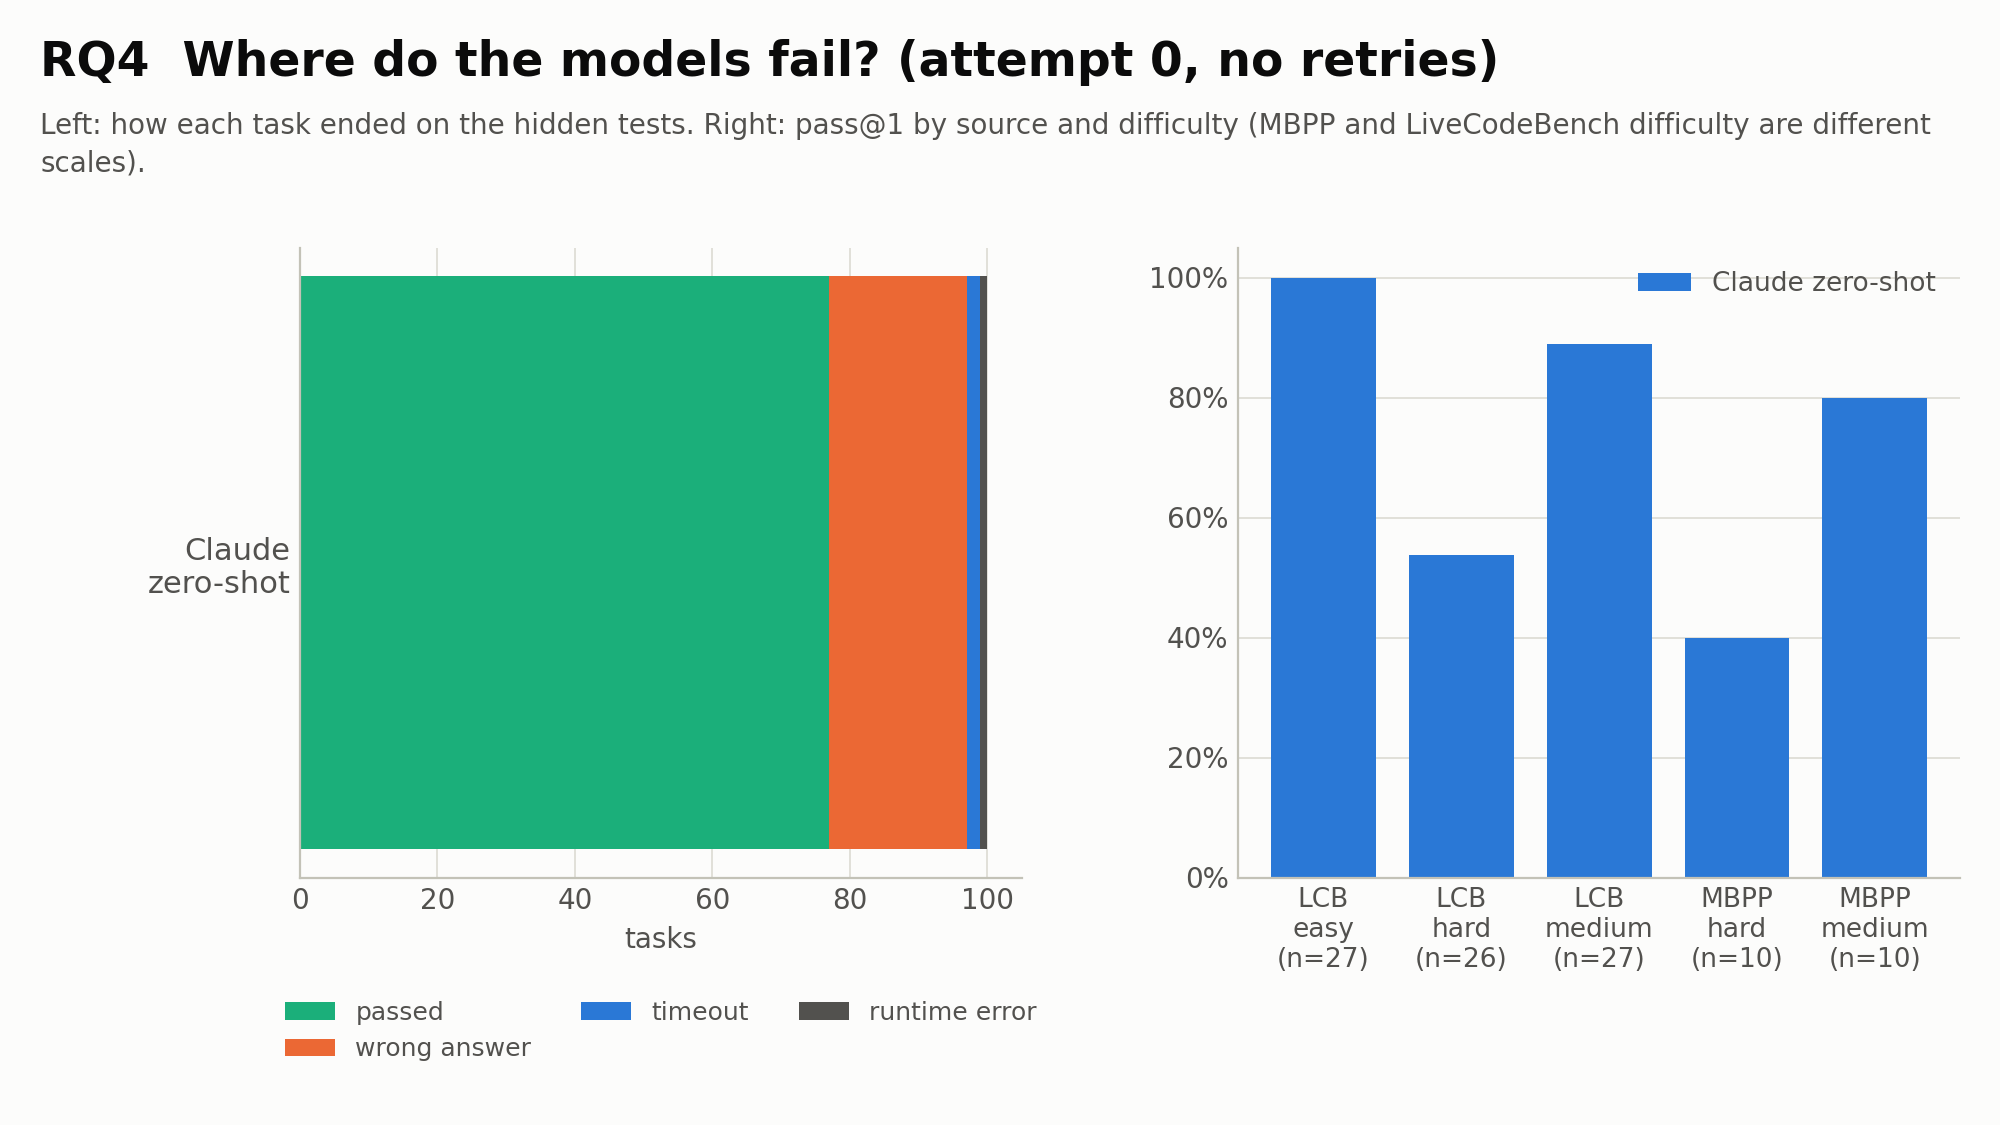 RQ4  Where do the models fail? (attempt 0, no retries)
Left: how each task ended on the hidden tests. Right: pass@1 by source and difficulty (MBPP and LiveCodeBench difficulty are different
scales).
Claude
zero-shot
0 20 40 60 80 100
tasks
passed
wrong answer
timeout
runtime error
100%
80%
60%
40%
20%
0%
Claude zero-shot
LCB
easy
(n=27)
LCB
hard
(n=26)
LCB
medium
(n=27)
MBPP
hard
(n=10)
MBPP
medium
(n=10)